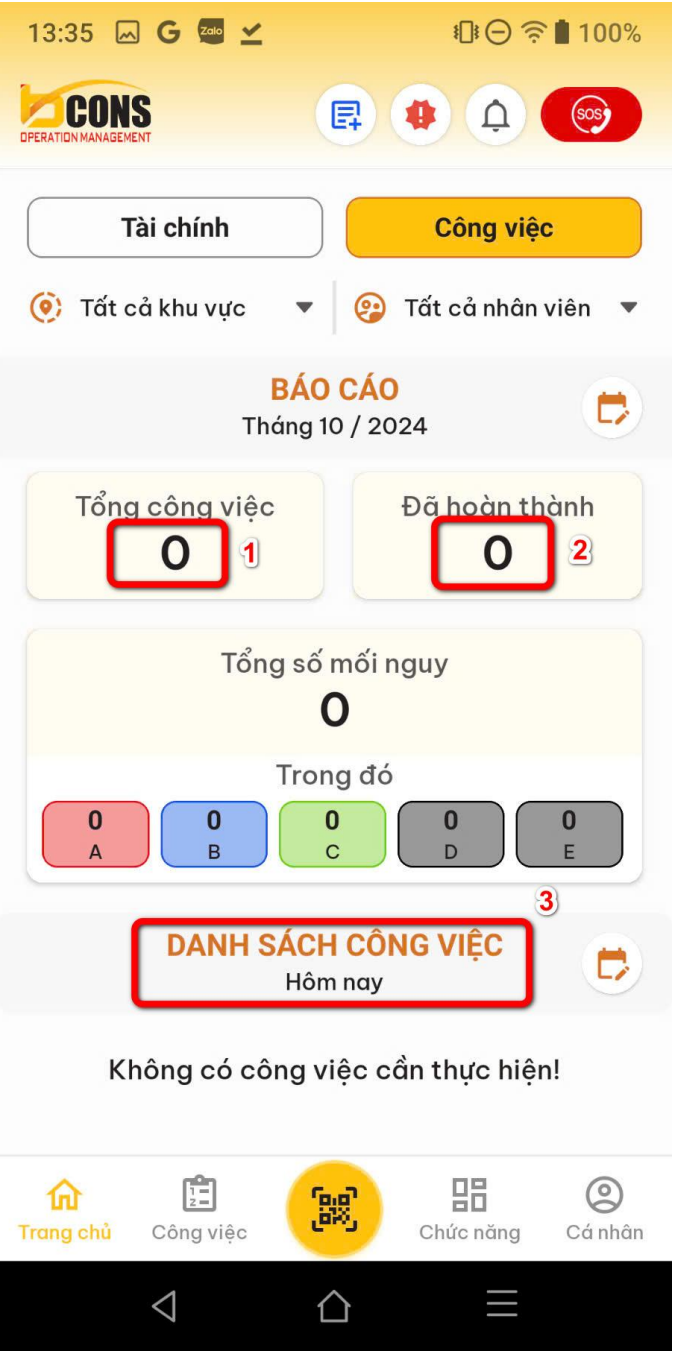 13:35 G Zalo 100%
bCONS
OPERATION MANAGEMENT
SOS
Tài chính Công việc
Tất cả khu vực Tất cả nhân viên
BÁO CÁO
Tháng 10 / 2024
Tổng công việc Đã hoàn thành
0 1 0 2
Tổng số mối nguy
0
Trong đó
0 0 0 0 0
A B C D E
3
DANH SÁCH CÔNG VIỆC
Hôm nay
Không có công việc cần thực hiện!
Trang chủ Công việc Chức năng Cá nhân